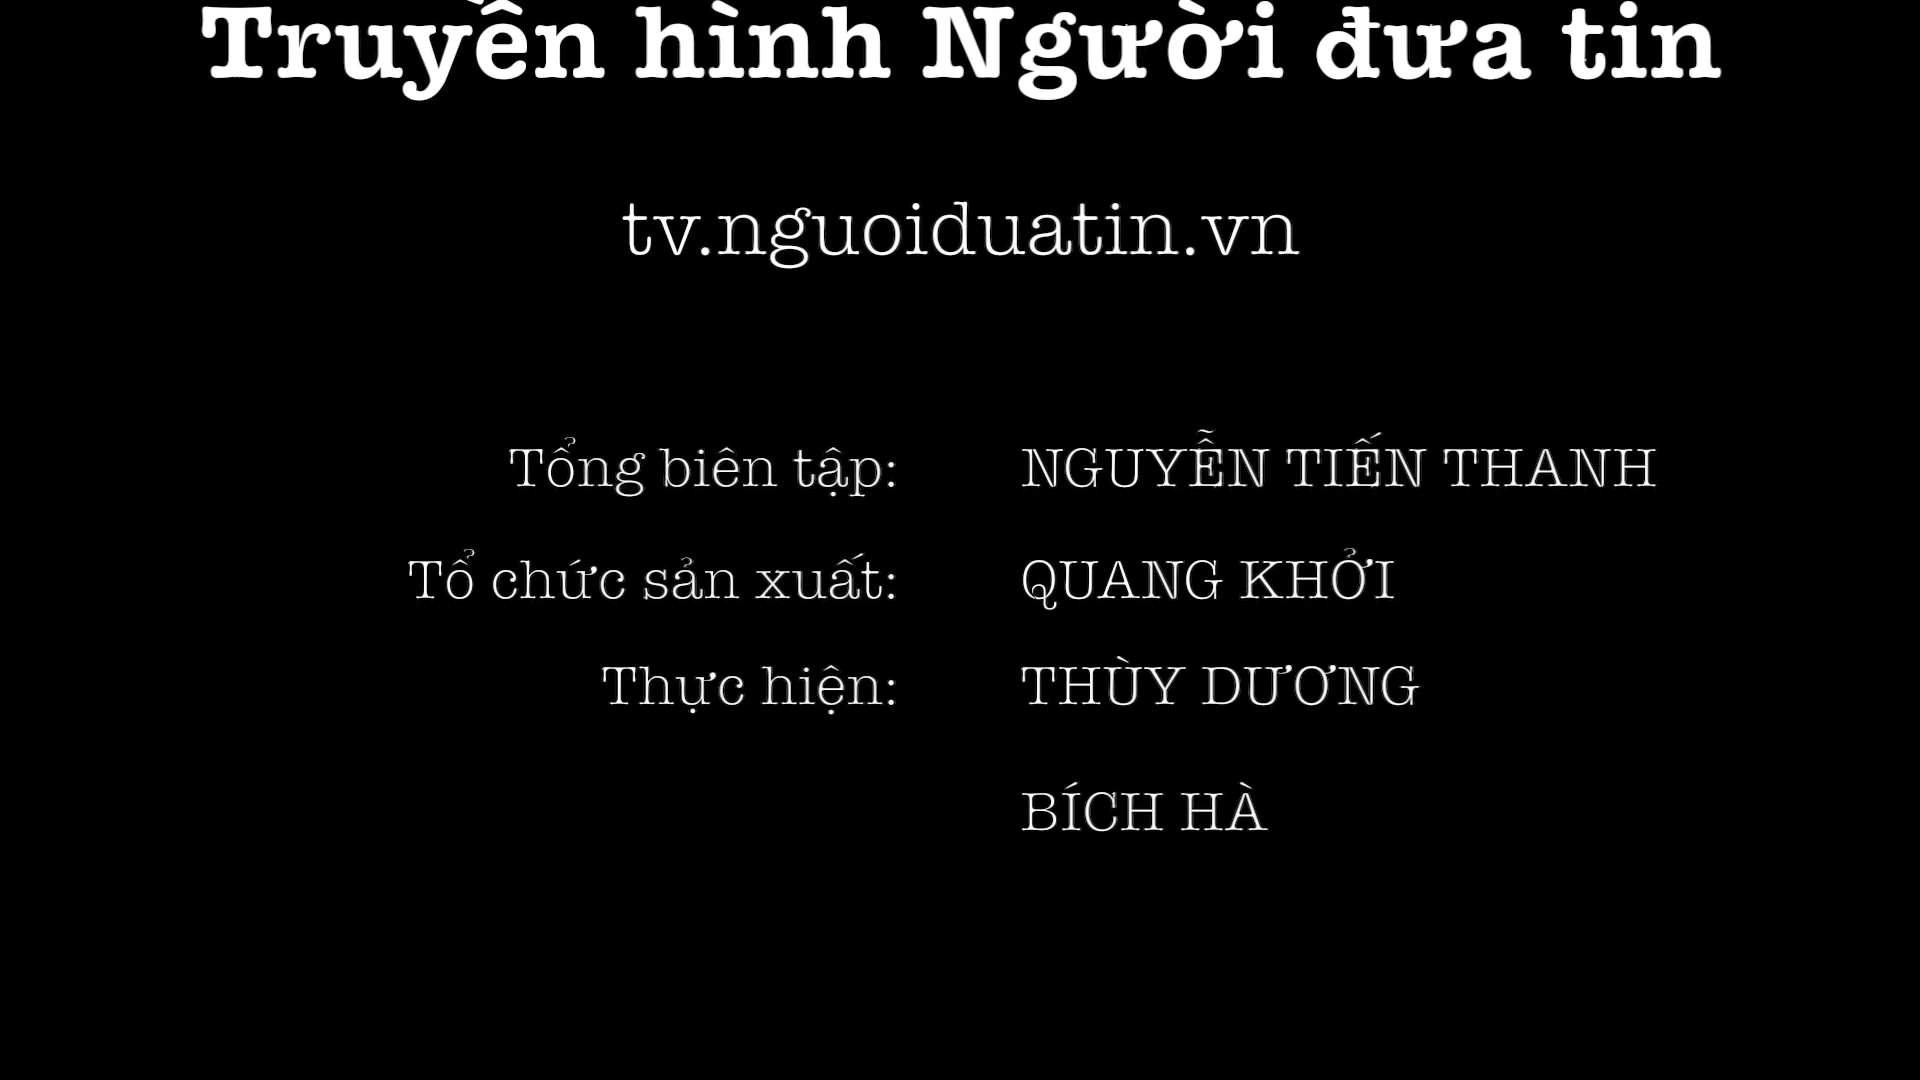 Truyền hình Người đưa tin
tv.nguoiduatin.vn
Tổng biên tập: NGUYỄN TIẾN THANH
Tổ chức sản xuất: QUANG KHỞI
Thực hiện: THÙY DƯƠNG
BÍCH HÀ